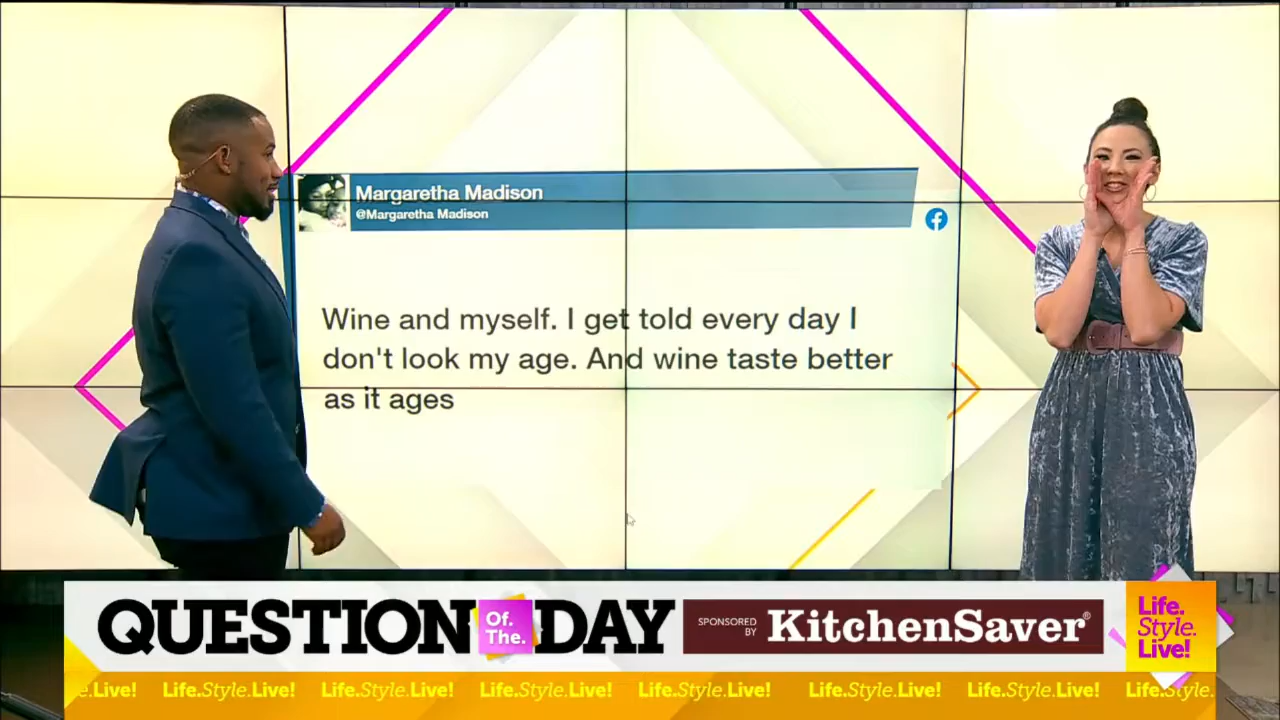 Margaretha Madison
@Margaretha Madison
Wine and myself. I get told every day I
don't look my age. And wine taste better
as it ages
QUESTION Of. The. DAY
SPONSORED BY KitchenSaver®
Life.
Style.
Live!
e.Live! Life.Style.Live! Life.Style.Live! Life.Style.Live! Life.Style.Live! Life.Style.Live! Life.Style.Live! Life.Style.